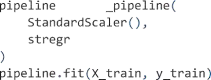 pipeline _pipeline(
StandardScaler(),
stregr
)
pipeline.fit(X_train, y_train)